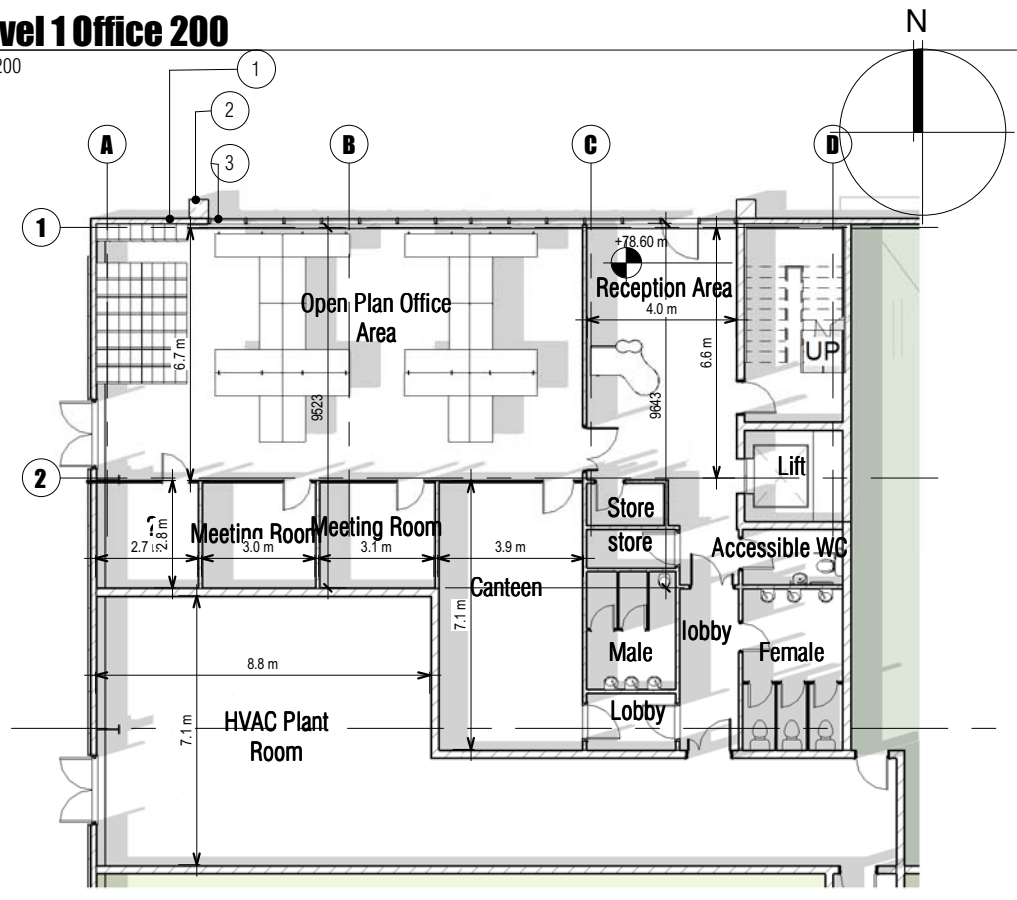 vel 1 Office 200
200
N
1
2
3
A
B
C
D
1
+78.60 m
Reception Area
4.0 m
Open Plan Office
Area
6.7 m
6.6 m
UP
9523
9643
2
Lift
Store
?
2.8 m
Meeting Room
Meeting Room
store
Accessible WC
2.7
3.0 m
3.1 m
3.9 m
Canteen
7.1 m
lobby
Male
Female
8.8 m
Lobby
HVAC Plant
Room
7.1 m